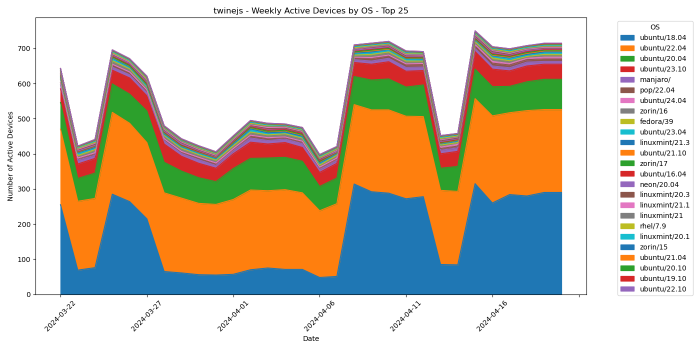 twinejs - Weekly Active Devices by OS - Top 25
Number of Active Devices
700
600
500
400
300
200
100
0
2024-03-22
2024-03-27
2024-04-01
2024-04-06
2024-04-11
2024-04-16
Date
OS
ubuntu/18.04
ubuntu/22.04
ubuntu/20.04
ubuntu/23.10
manjaro/
pop/22.04
ubuntu/24.04
zorin/16
fedora/39
ubuntu/23.04
linuxmint/21.3
ubuntu/21.10
zorin/17
ubuntu/16.04
neon/20.04
linuxmint/20.3
linuxmint/21.1
linuxmint/21
rhel/7.9
linuxmint/20.1
zorin/15
ubuntu/21.04
ubuntu/20.10
ubuntu/19.10
ubuntu/22.10